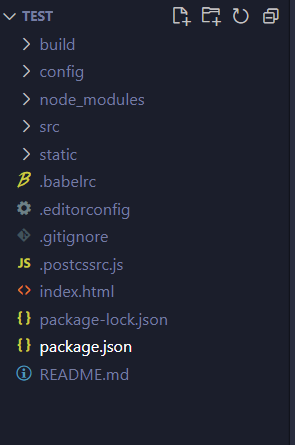 TEST
build
config
node_modules
src
static
.babelrc
.editorconfig
.gitignore
JS .postcssrc.js
index.html
package-lock.json
package.json
README.md